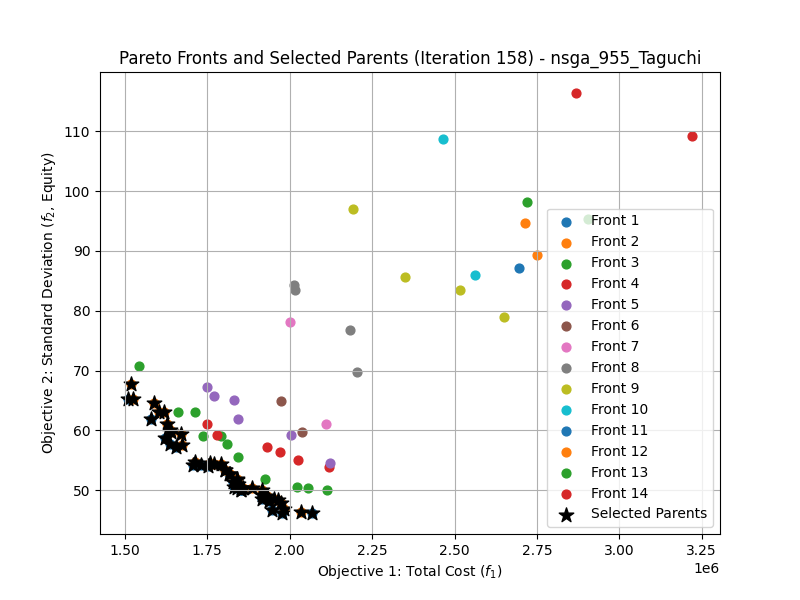 Pareto Fronts and Selected Parents (Iteration 158) - nsga_955_Taguchi
Objective 2: Standard Deviation (f₂, Equity)
110
100
90
80
70
60
50
1.50 1.75 2.00 2.25 2.50 2.75 3.00 3.25
1e6
Objective 1: Total Cost (f₁)
Front 1
Front 2
Front 3
Front 4
Front 5
Front 6
Front 7
Front 8
Front 9
Front 10
Front 11
Front 12
Front 13
Front 14
Selected Parents